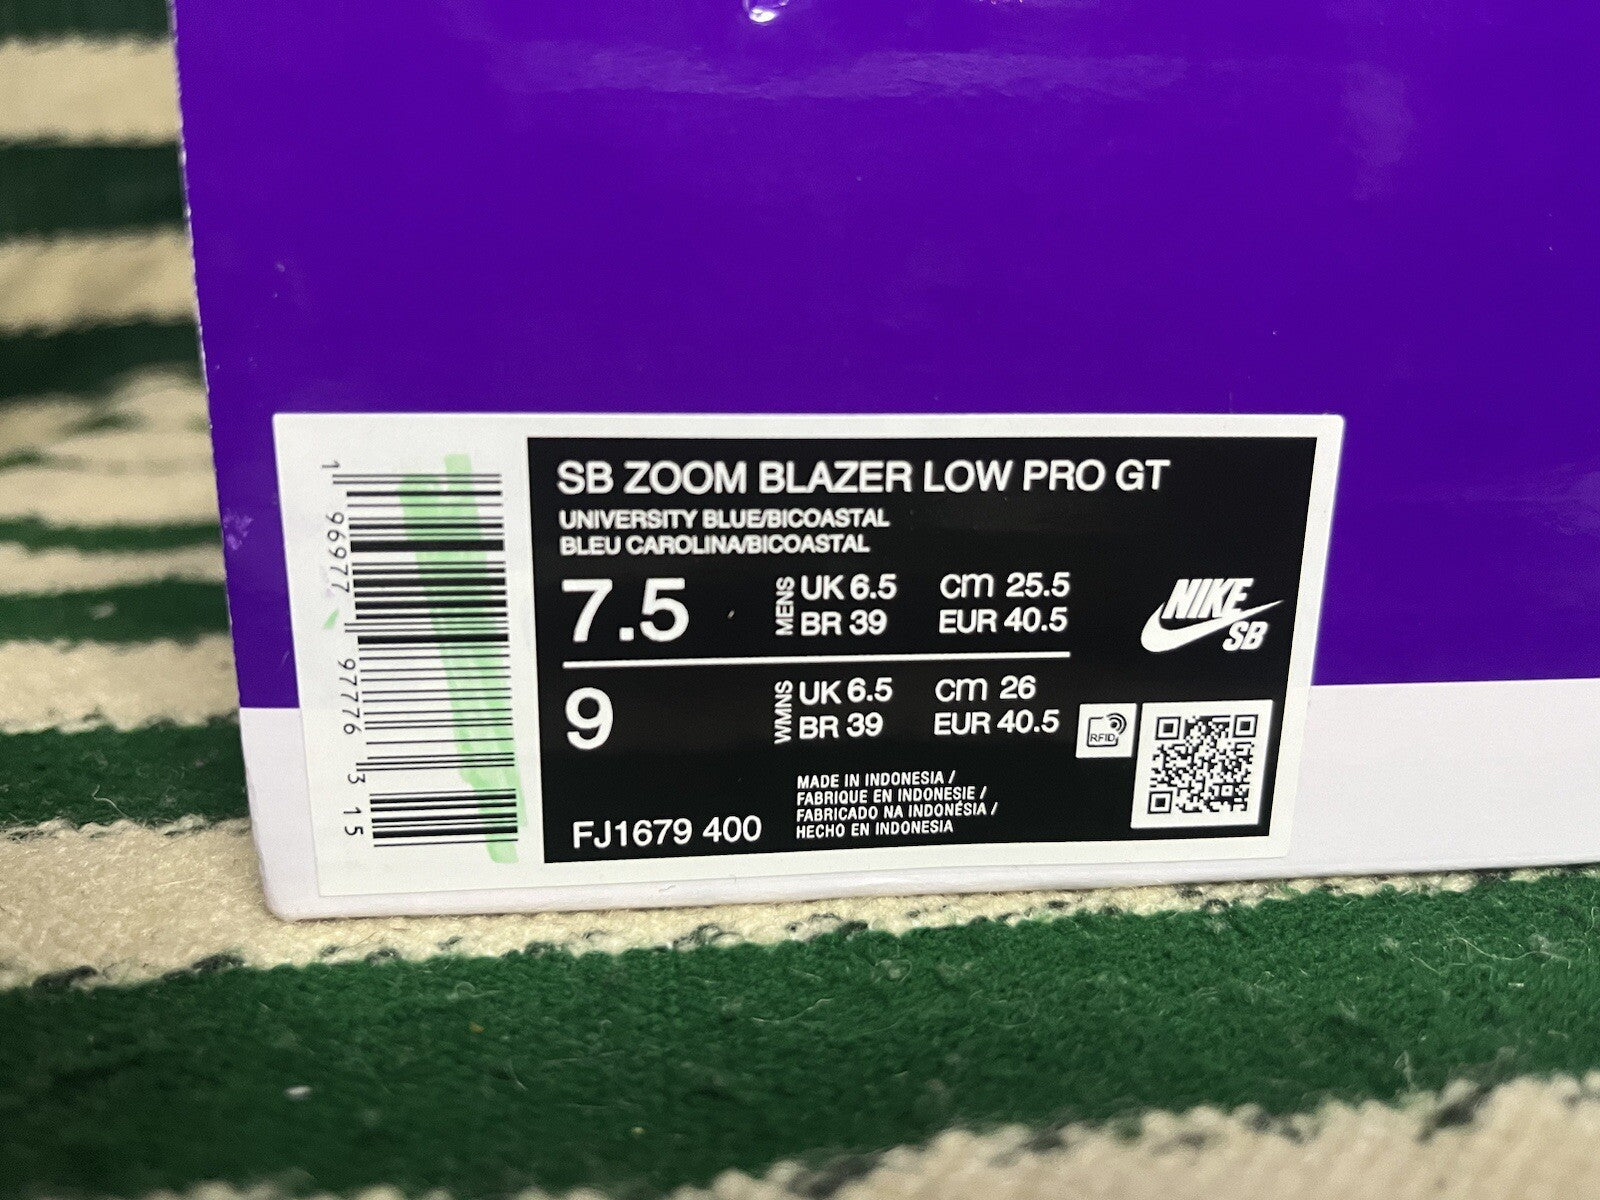 SB ZOOM BLAZER LOW PRO GT
UNIVERSITY BLUE/BICOASTAL
BLEU CAROLINA/BICOASTAL
7.5 MENS UK 6.5 CM 25.5
BR 39 EUR 40.5
9 WMNS UK 6.5 CM 26
BR 39 EUR 40.5
NIKE
SB
RFID
MADE IN INDONESIA /
FABRIQUE EN INDONESIE /
FABRICADO NA INDONÉSIA /
HECHO EN INDONESIA
FJ1679 400
1 96977 97776 3 15